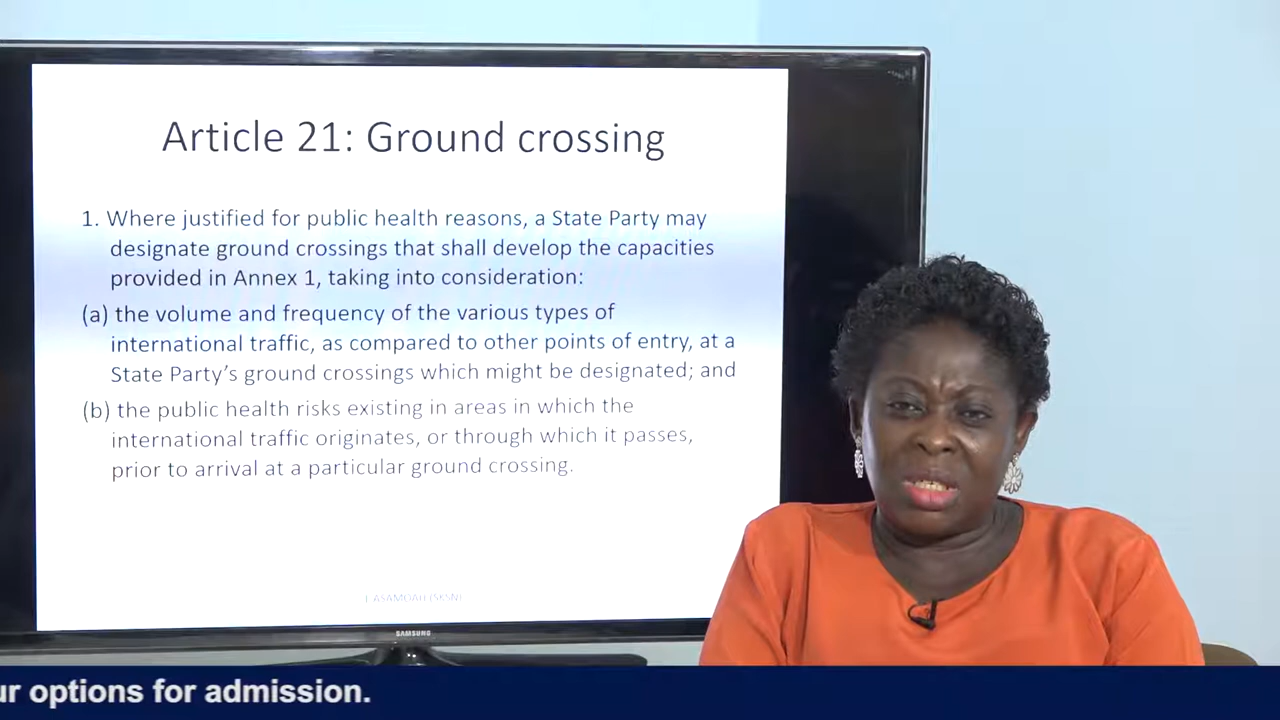 Article 21: Ground crossing
1. Where justified for public health reasons, a State Party may
designate ground crossings that shall develop the capacities
provided in Annex 1, taking into consideration:
(a) the volume and frequency of the various types of
international traffic, as compared to other points of entry, at a
State Party’s ground crossings which might be designated; and
(b) the public health risks existing in areas in which the
international traffic originates, or through which it passes,
prior to arrival at a particular ground crossing.
ASAMOAH (SKSN)
SAMSUNG
ur options for admission.